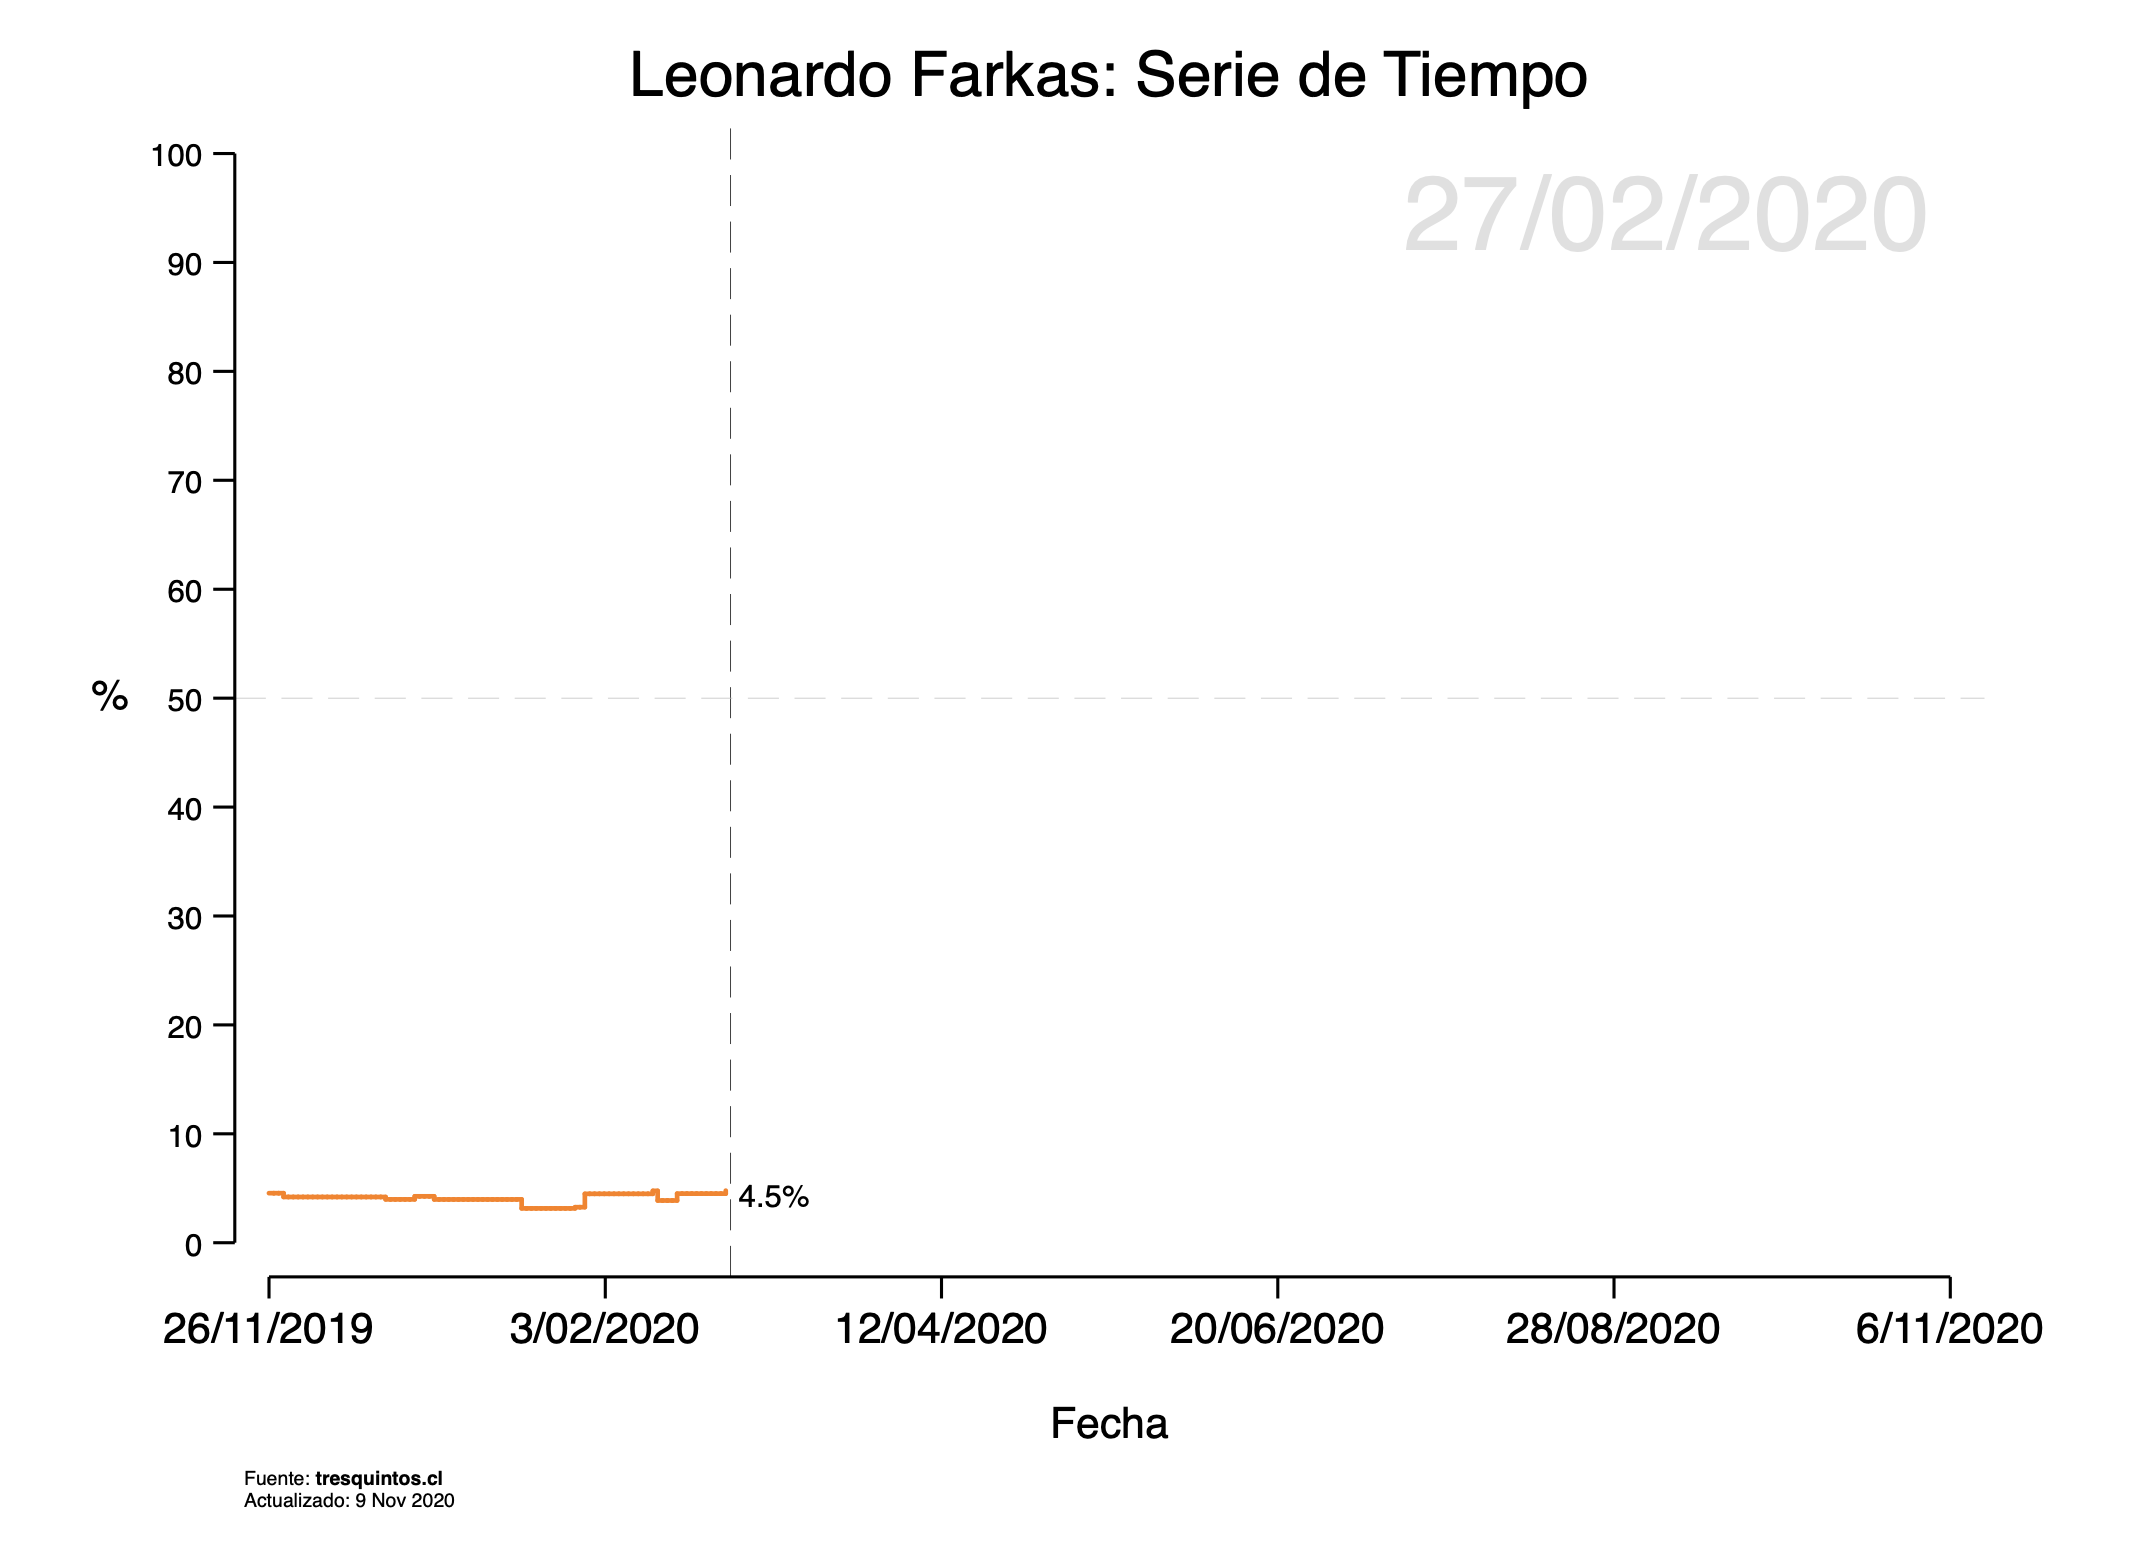 Leonardo Farkas: Serie de Tiempo
27/02/2020
100
90
80
70
60
50
40
30
20
10
0
%
4.5%
26/11/2019 3/02/2020 12/04/2020 20/06/2020 28/08/2020 6/11/2020
Fecha
Fuente: tresquintos.cl
Actualizado: 9 Nov 2020